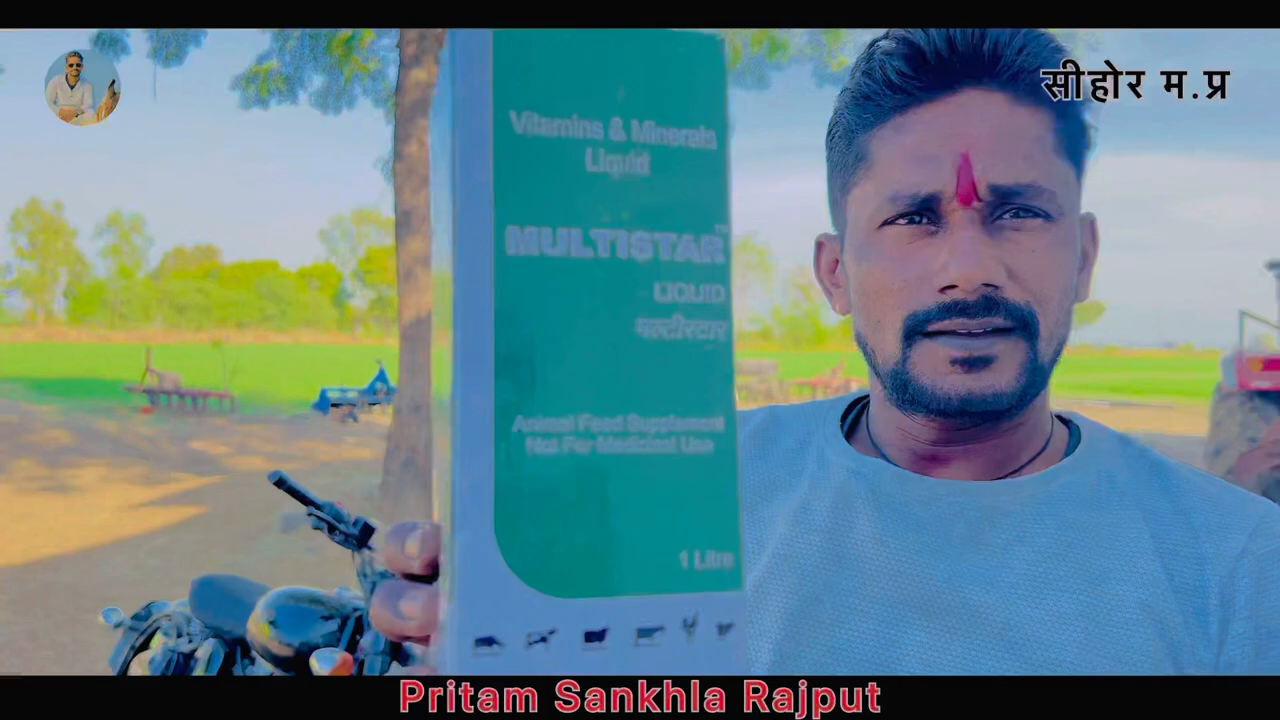 सीहोर म.प्र
Vitamins & Minerals
Liquid
MULTISTAR
LIQUID
मल्टीस्टार
Animal Feed Supplement
Not For Medicinal Use
1 Litre
Pritam Sankhla Rajput